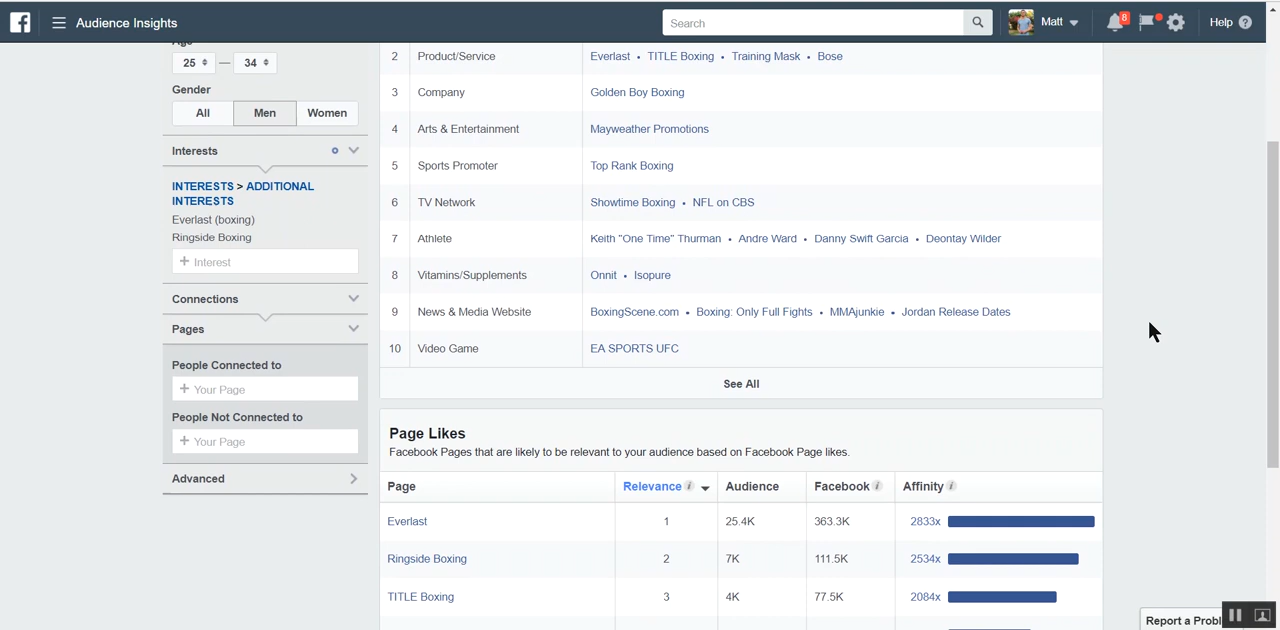 Audience Insights
Search
Matt
8
Help ?
Age
25 — 34
Gender
All Men Women
Interests
INTERESTS > ADDITIONAL
INTERESTS
Everlast (boxing)
Ringside Boxing
+ Interest
Connections
Pages
People Connected to
+ Your Page
People Not Connected to
+ Your Page
Advanced
2 Product/Service Everlast • TITLE Boxing • Training Mask • Bose
3 Company Golden Boy Boxing
4 Arts & Entertainment Mayweather Promotions
5 Sports Promoter Top Rank Boxing
6 TV Network Showtime Boxing • NFL on CBS
7 Athlete Keith "One Time" Thurman • Andre Ward • Danny Swift Garcia • Deontay Wilder
8 Vitamins/Supplements Onnit • Isopure
9 News & Media Website BoxingScene.com • Boxing: Only Full Fights • MMAjunkie • Jordan Release Dates
10 Video Game EA SPORTS UFC
See All
Page Likes
Facebook Pages that are likely to be relevant to your audience based on Facebook Page likes.
Page Relevance Audience Facebook Affinity
Everlast 1 25.4K 363.3K 2833x
Ringside Boxing 2 7K 111.5K 2534x
TITLE Boxing 3 4K 77.5K 2084x
Report a Probl